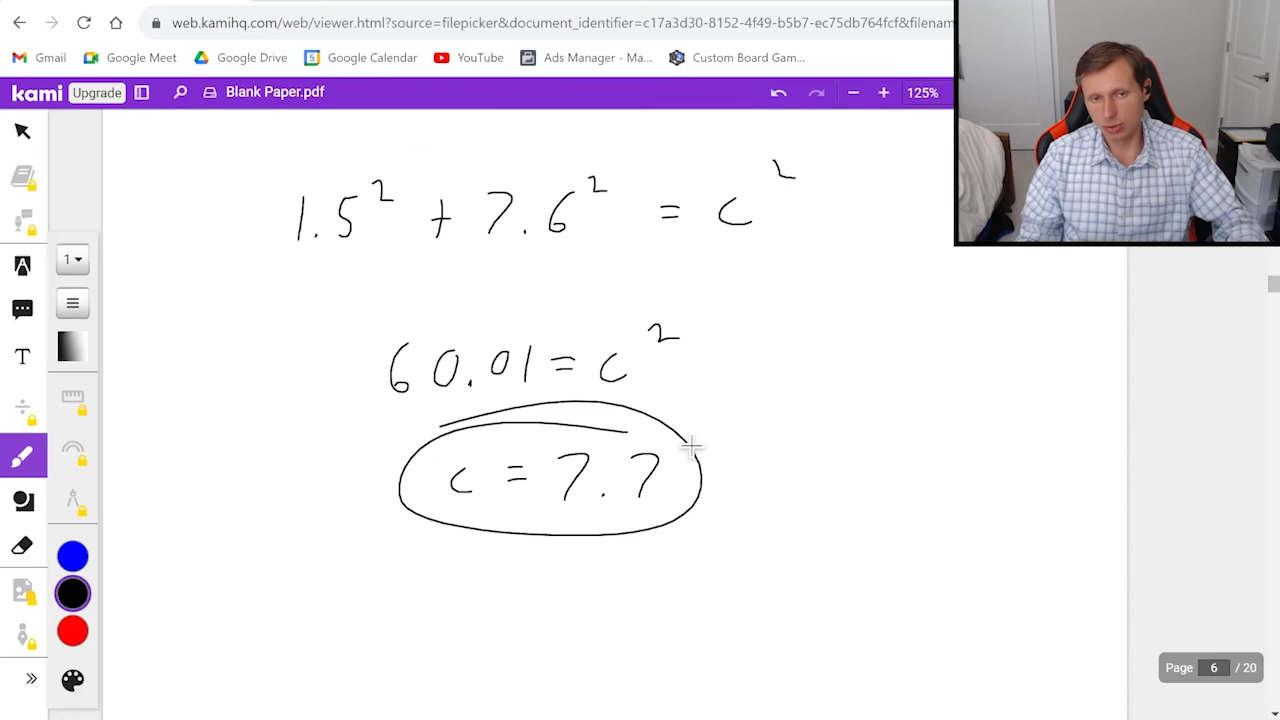 web.kamihq.com/web/viewer.html?source=filepicker&document_identifier=c17a3d30-8152-4f49-b5b7-ec75db764fcf&filenam
Gmail Google Meet Google Drive 5 Google Calendar YouTube Ads Manager - Ma... Custom Board Gam...
kami Upgrade Blank Paper.pdf 125%
1.5² + 7.6² = c²
1
60.01 = c²
T
c = 7.7
Page 6 / 20